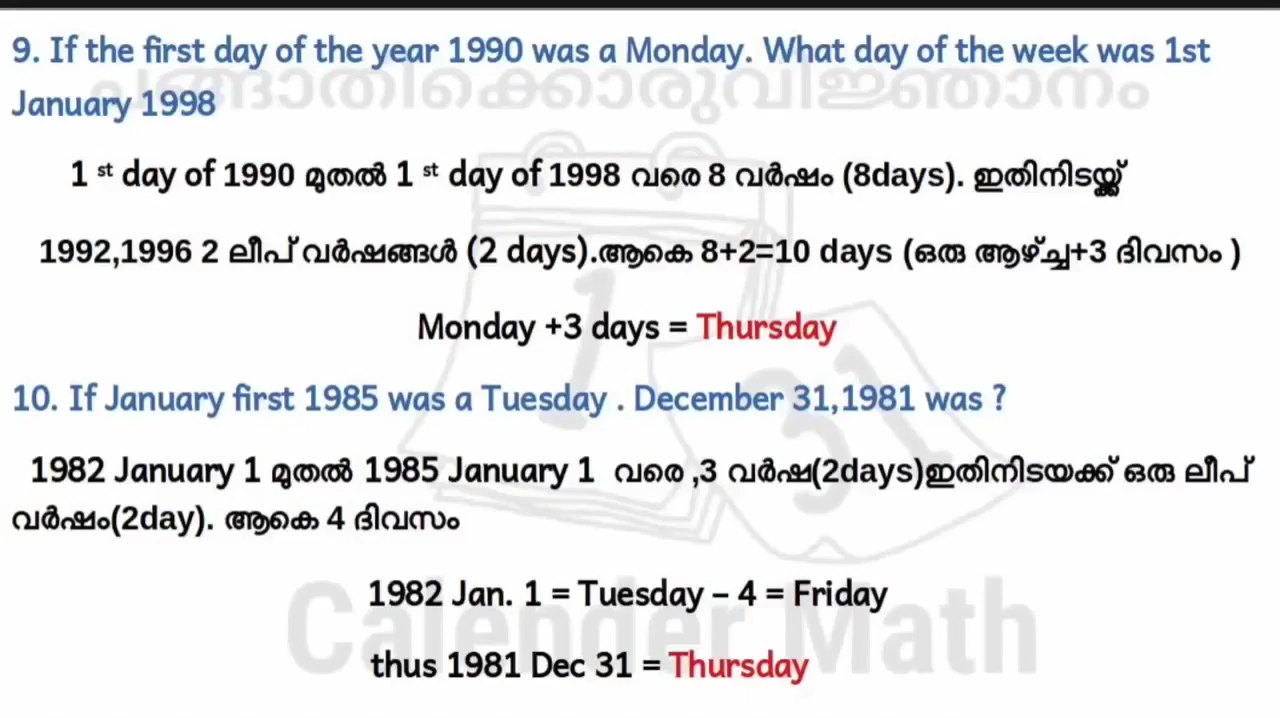 9. If the first day of the year 1990 was a Monday. What day of the week was 1st
January 1998
ചങ്ങാതിക്കൊരുവിജ്ഞാനം
1 st day of 1990 മുതൽ 1 st day of 1998 വരെ 8 വർഷം (8days). ഇതിനിടയ്ക്ക്
1992,1996 2 ലീപ് വർഷങ്ങൾ (2 days).ആകെ 8+2=10 days (ഒരു ആഴ്ച്ച+3 ദിവസം )
Monday +3 days = Thursday
10. If January first 1985 was a Tuesday . December 31,1981 was ?
1982 January 1 മുതൽ 1985 January 1 വരെ ,3 വർഷ(2days)ഇതിനിടയക്ക് ഒരു ലീപ്
വർഷം(2day). ആകെ 4 ദിവസം
1982 Jan. 1 = Tuesday – 4 = Friday
Calender Math
thus 1981 Dec 31 = Thursday
1
31